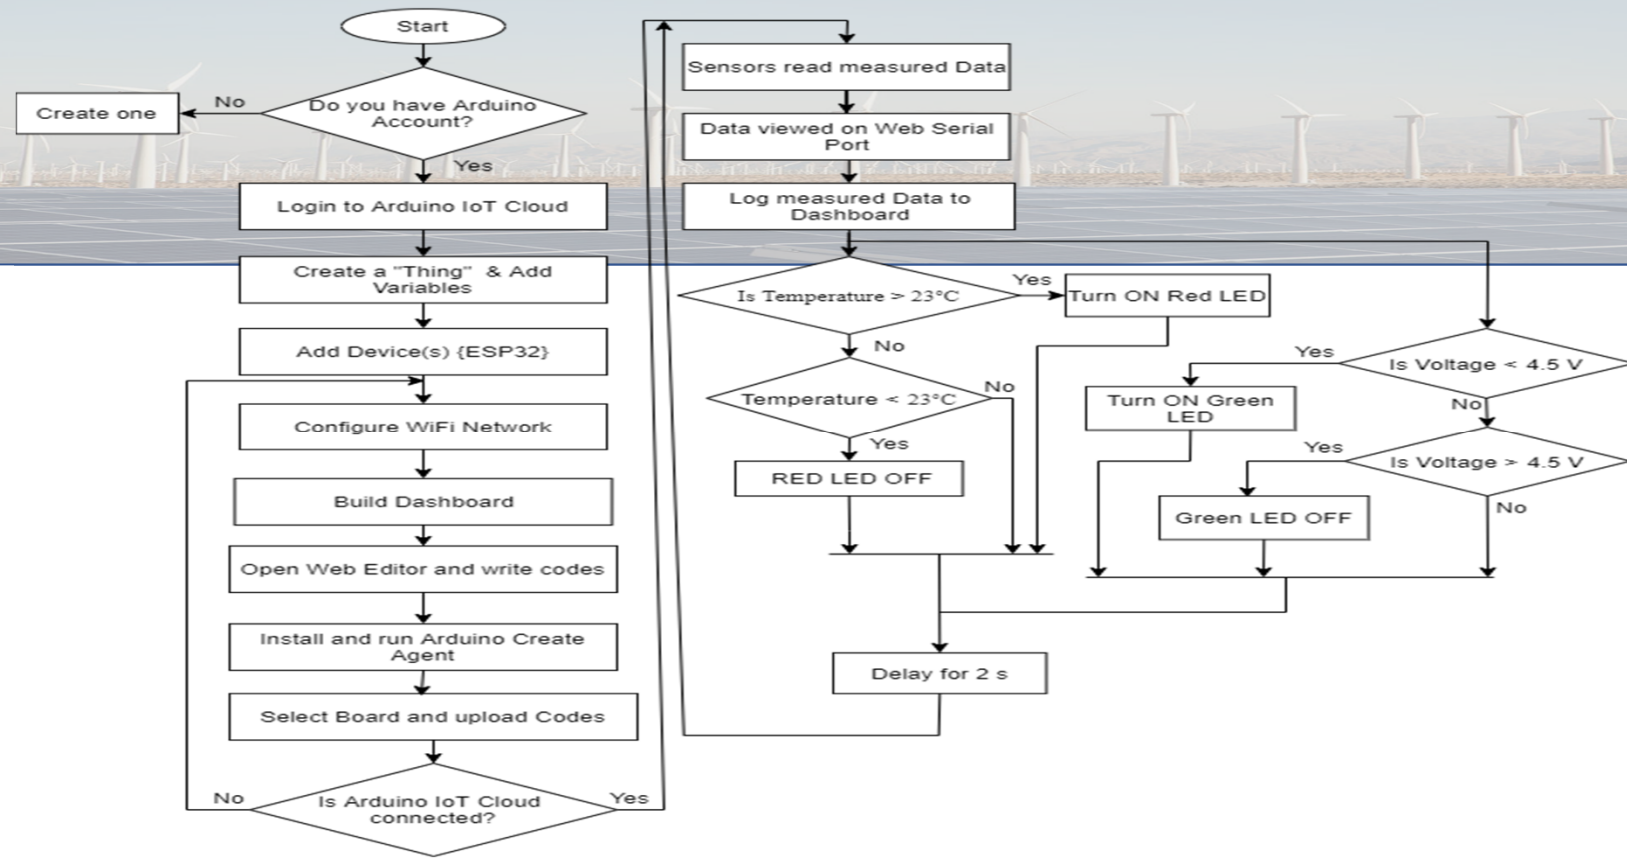 Start
Do you have Arduino
Account?
No
Create one
Yes
Login to Arduino IoT Cloud
Create a "Thing" & Add
Variables
Add Device(s) {ESP32}
Configure WiFi Network
Build Dashboard
Open Web Editor and write codes
Install and run Arduino Create
Agent
Select Board and upload Codes
Is Arduino IoT Cloud
connected?
No
Yes
Sensors read measured Data
Data viewed on Web Serial
Port
Log measured Data to
Dashboard
Is Temperature > 23°C
Yes
Turn ON Red LED
No
Temperature < 23°C
No
Yes
RED LED OFF
Is Voltage < 4.5 V
Yes
Turn ON Green
LED
No
Is Voltage > 4.5 V
Yes
Green LED OFF
No
Delay for 2 s